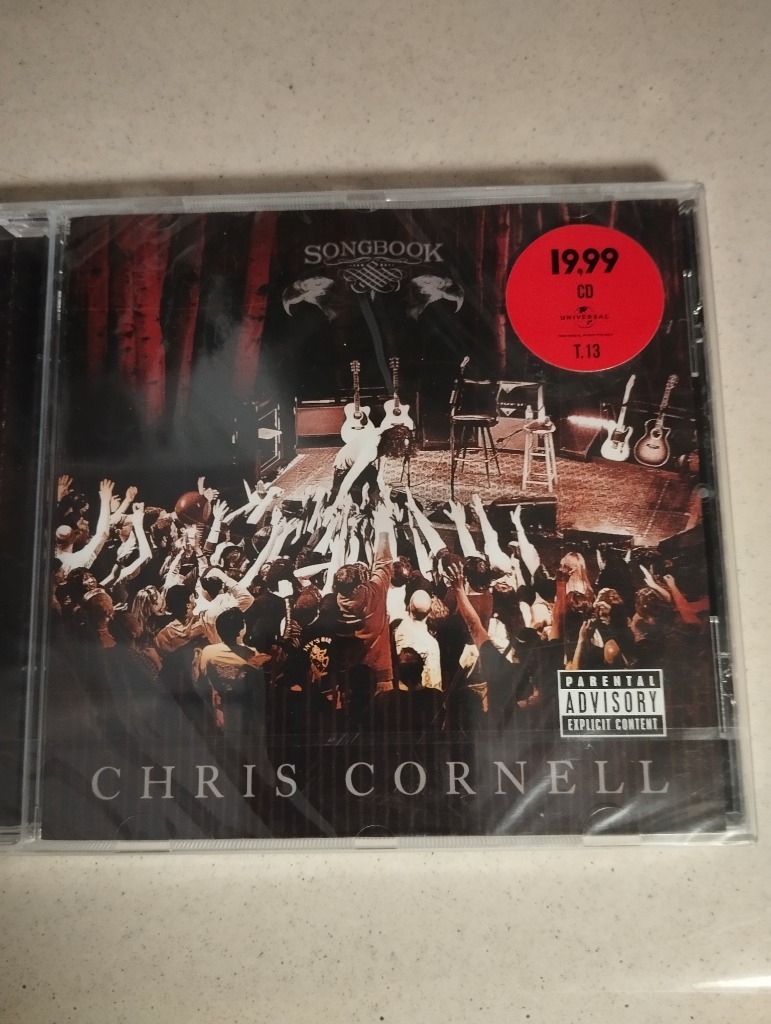 SONGBOOK
19,99
CD
UNIVERSAL
T.13
PARENTAL
ADVISORY
EXPLICIT CONTENT
CHRIS CORNELL